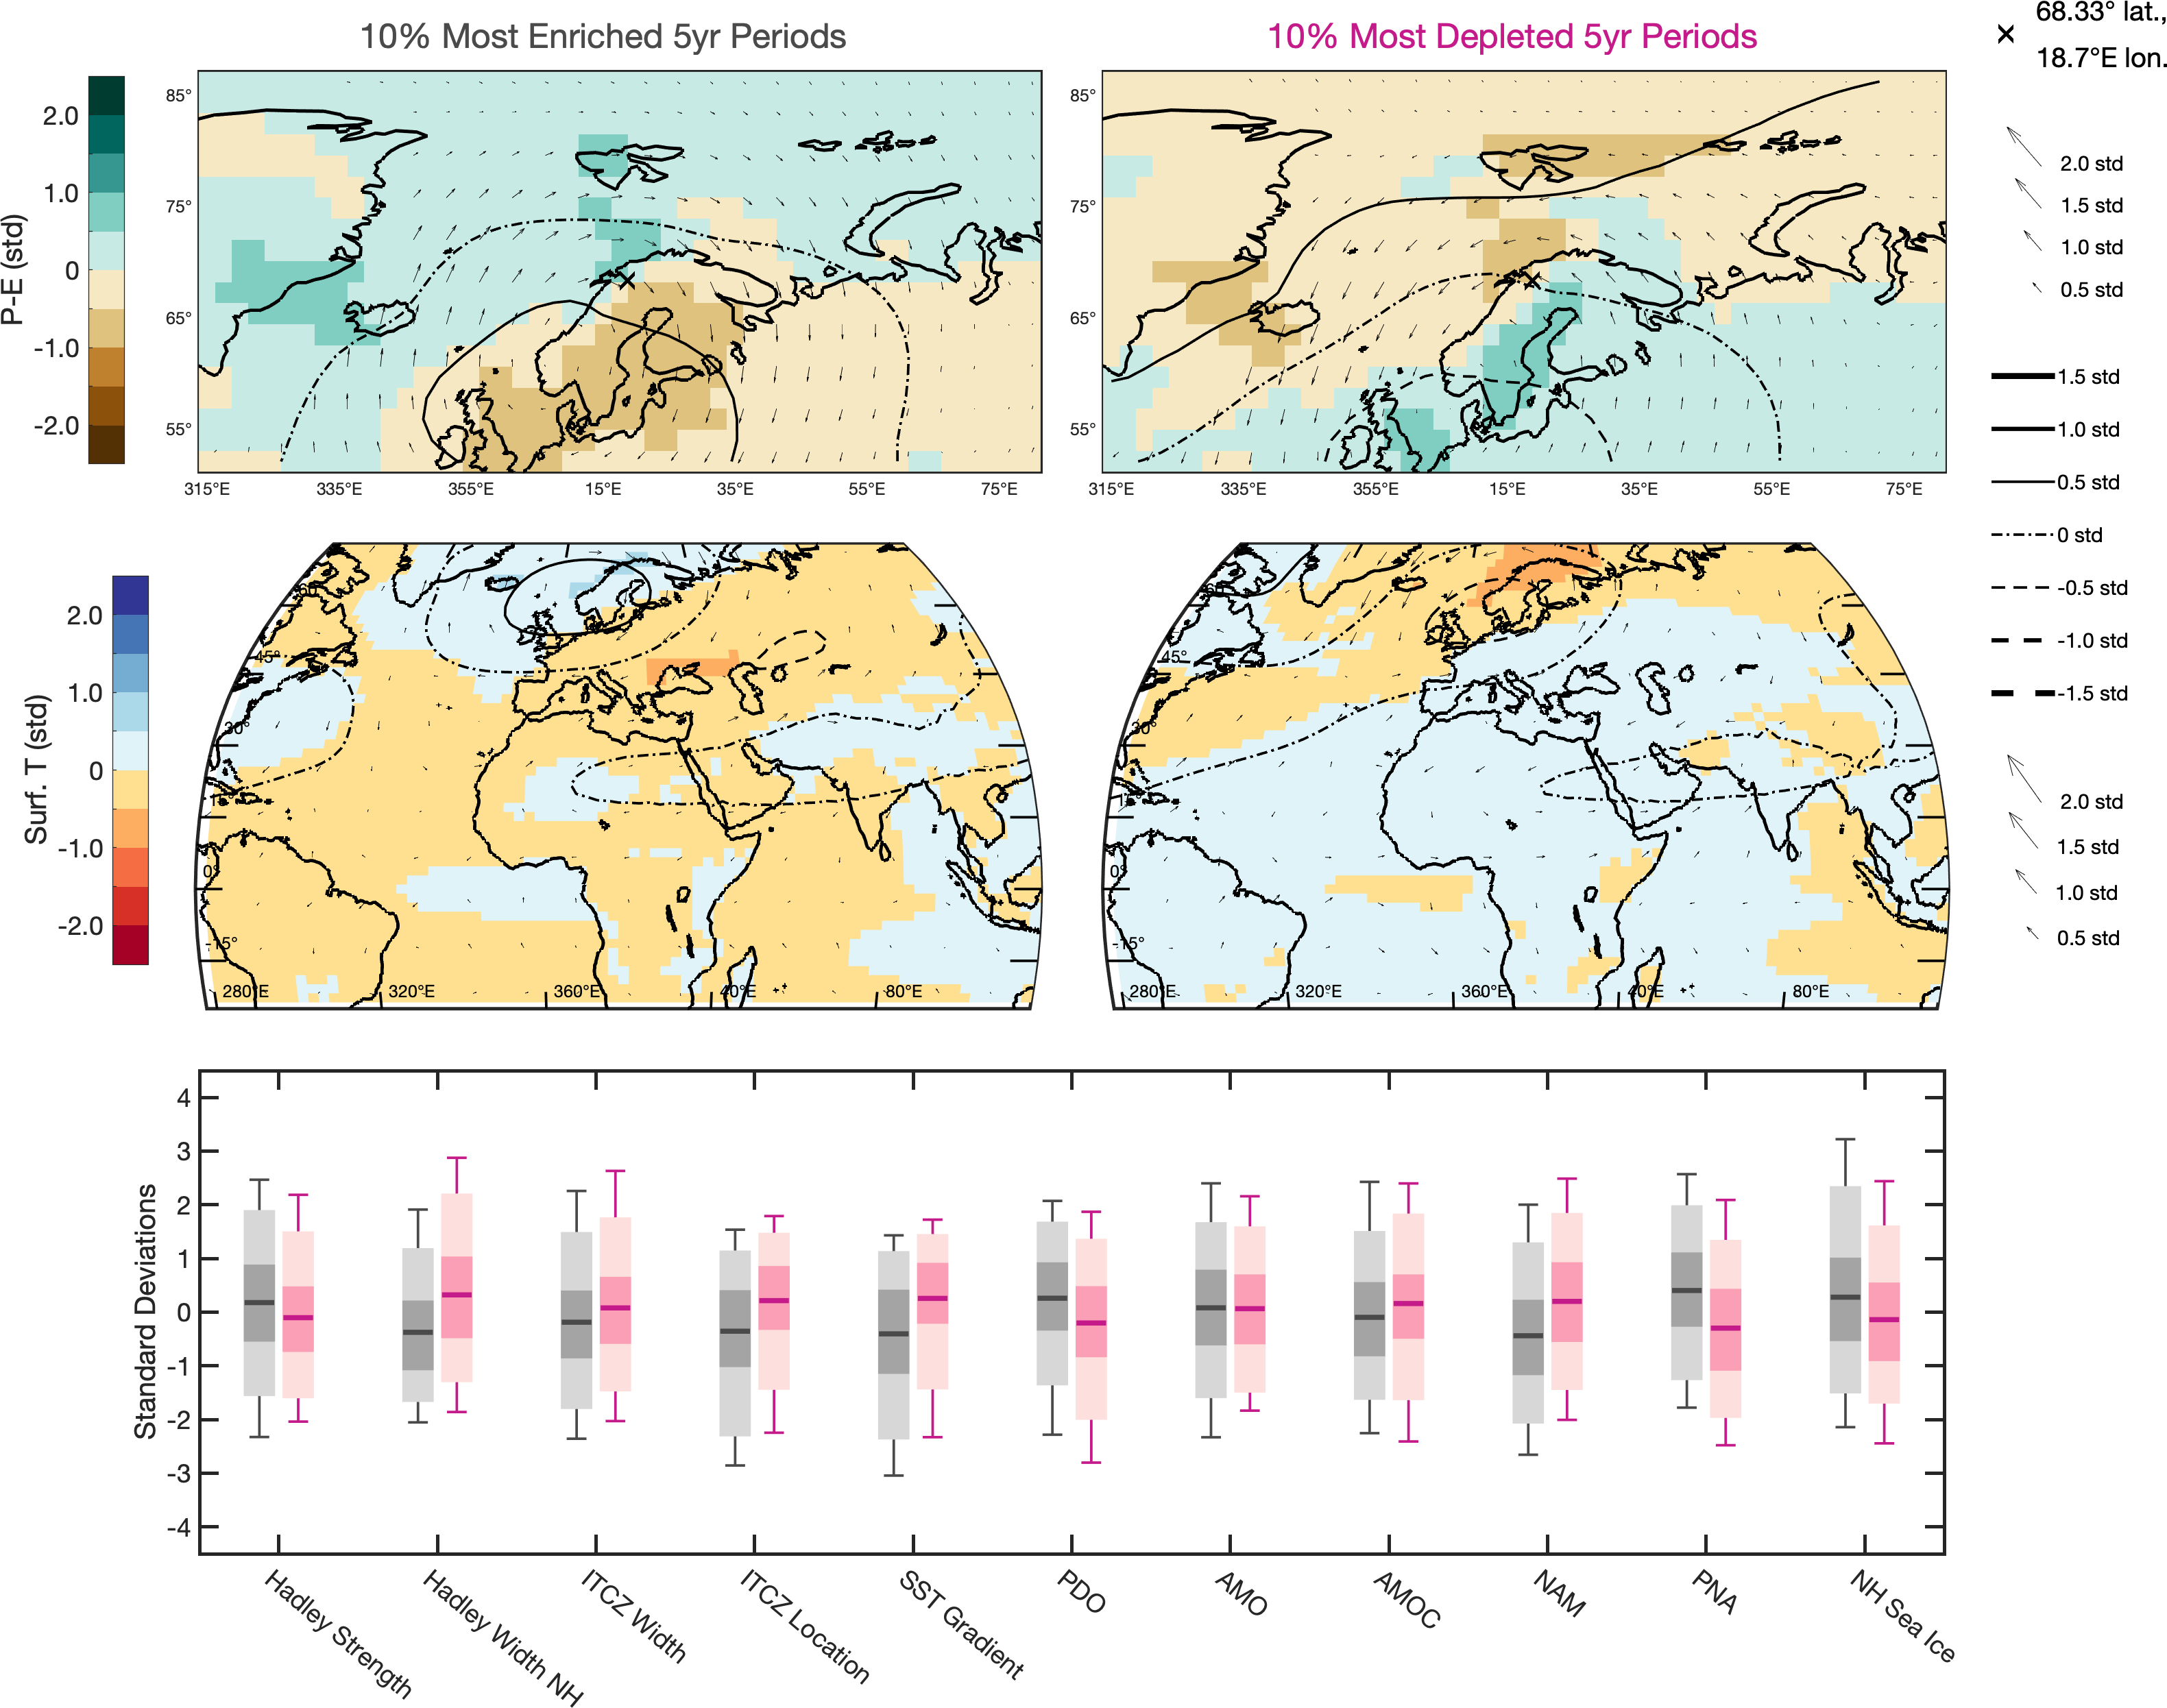 10% Most Enriched 5yr Periods
10% Most Depleted 5yr Periods
68.33° lat.,
18.7°E lon.
P-E (std)
2.0
1.0
0
-1.0
-2.0
85°
75°
65°
55°
315°E
335°E
355°E
15°E
35°E
55°E
75°E
85°
75°
65°
55°
315°E
335°E
355°E
15°E
35°E
55°E
75°E
2.0 std
1.5 std
1.0 std
0.5 std
1.5 std
1.0 std
0.5 std
0 std
-0.5 std
-1.0 std
-1.5 std
2.0 std
1.5 std
1.0 std
0.5 std
Surf. T (std)
2.0
1.0
0
-1.0
-2.0
60°
45°
30°
15°
0°
-15°
280°E
320°E
360°E
40°E
80°E
60°
45°
30°
15°
0°
-15°
280°E
320°E
360°E
40°E
80°E
Standard Deviations
4
3
2
1
0
-1
-2
-3
-4
Hadley Strength
Hadley Width NH
ITCZ Width
ITCZ Location
SST Gradient
PDO
AMO
AMOC
NAM
PNA
NH Sea Ice